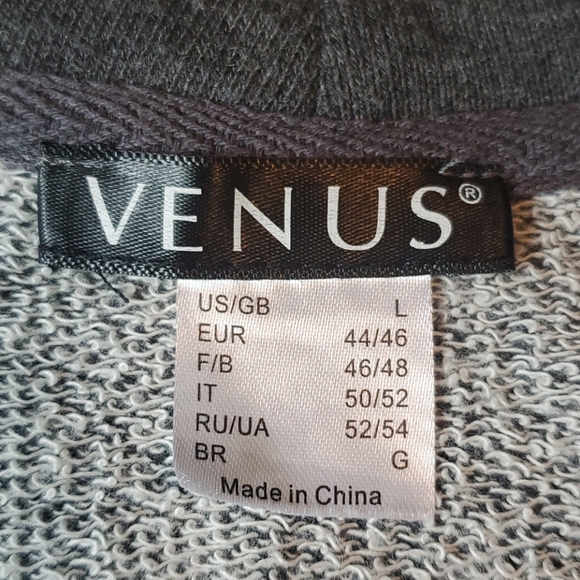 VENUS®
US/GB L
EUR 44/46
F/B 46/48
IT 50/52
RU/UA 52/54
BR G
Made in China